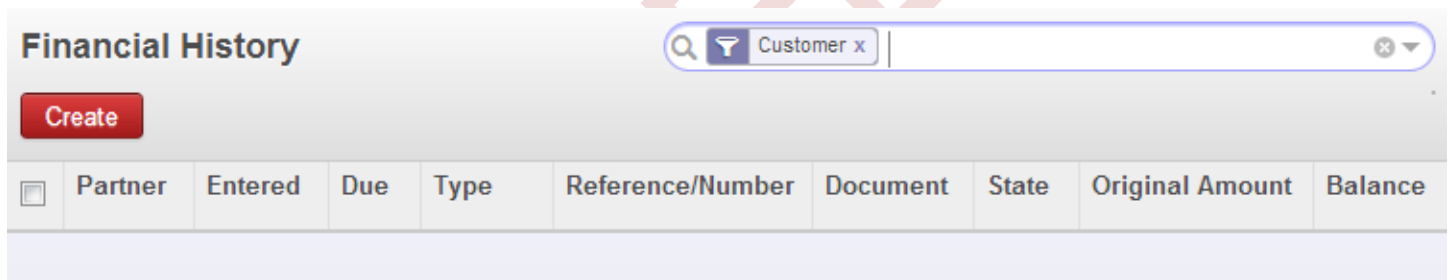 Financial History
Customer x
Create
Partner Entered Due Type Reference/Number Document State Original Amount Balance